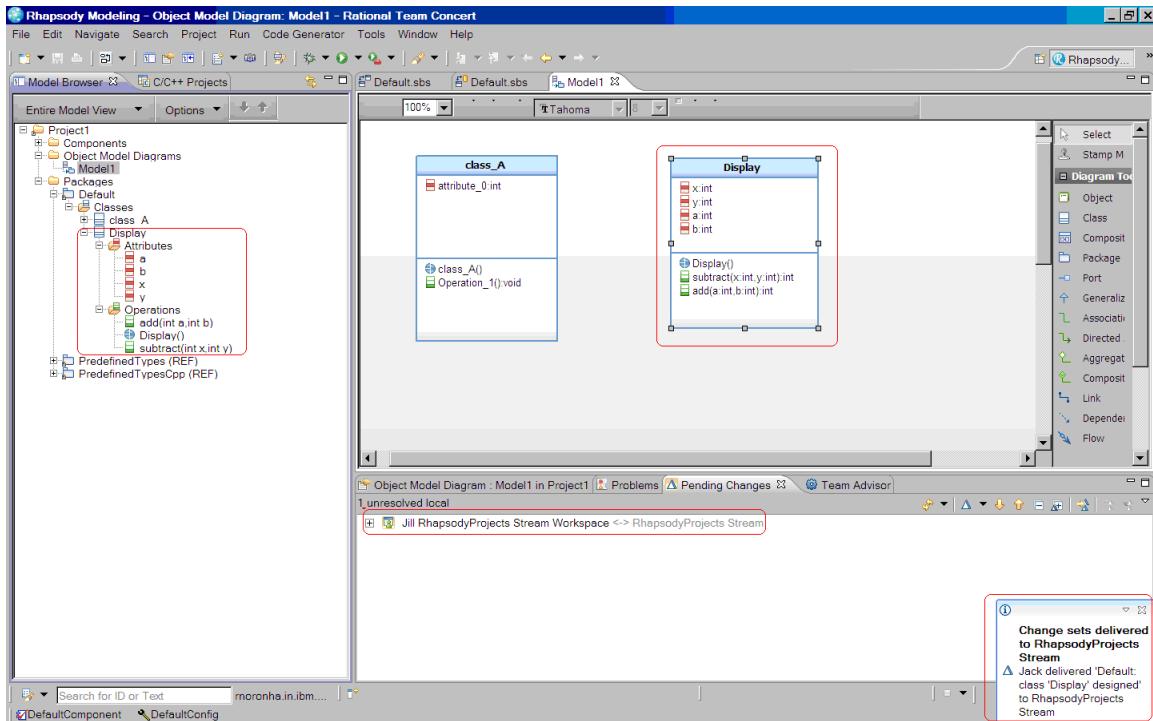 Rhapsody Modeling - Object Model Diagram: Model1 - Rational Team Concert
File Edit Navigate Search Project Run Code Generator Tools Window Help
Rhapsody...
Model Browser C/C++ Projects
Default.sbs Default.sbs Model1
Entire Model View Options
100% Tahoma 8
Project1
Components
Object Model Diagrams
Model1
Packages
Default
Classes
class_A
Display
Attributes
a
b
x
y
Operations
add(int a,int b)
Display()
subtract(int x,int y)
PredefinedTypes (REF)
PredefinedTypesCpp (REF)
class_A
attribute_0:int
class_A()
Operation_1():void
Display
x:int
y:int
a:int
b:int
Display()
subtract(x:int,y:int):int
add(a:int,b:int):int
Select
Stamp M
Diagram Too
Object
Class
Composit
Package
Port
Generaliz
Associati
Directed
Aggregat
Composit
Link
Depende
Flow
Object Model Diagram : Model1 in Project1 Problems Pending Changes Team Advisor
1 unresolved local
Jill RhapsodyProjects Stream Workspace <-> RhapsodyProjects Stream
Change sets delivered
to RhapsodyProjects
Stream
Jack delivered 'Default:
class 'Display' designed'
to RhapsodyProjects
Stream
Search for ID or Text rnoronha.in.ibm....
DefaultComponent DefaultConfig